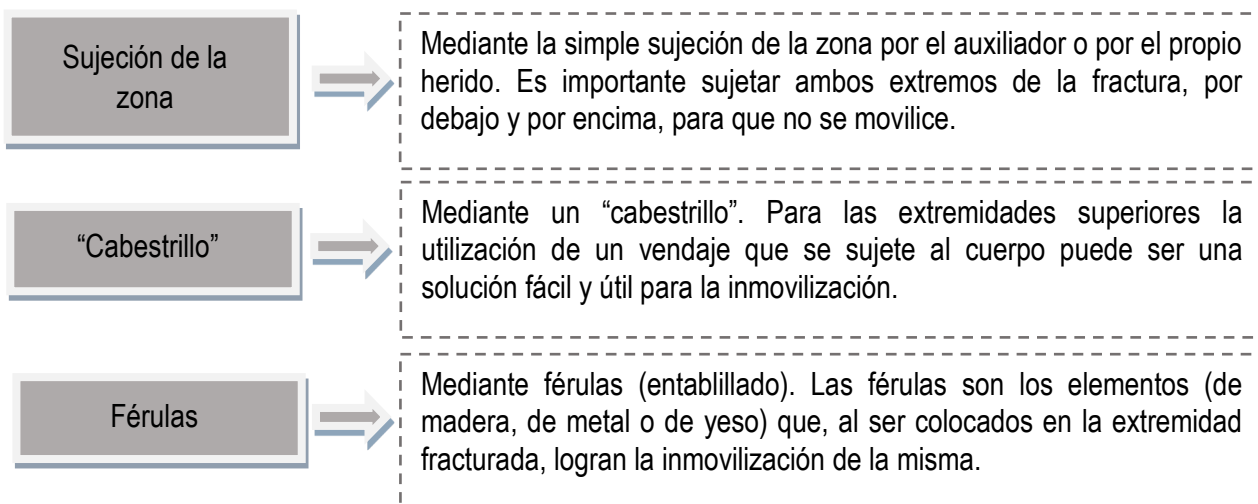 Sujeción de la
zona
Mediante la simple sujeción de la zona por el auxiliador o por el propio
herido. Es importante sujetar ambos extremos de la fractura, por
debajo y por encima, para que no se movilice.
“Cabestrillo”
Mediante un “cabestrillo”. Para las extremidades superiores la
utilización de un vendaje que se sujete al cuerpo puede ser una
solución fácil y útil para la inmovilización.
Férulas
Mediante férulas (entablillado). Las férulas son los elementos (de
madera, de metal o de yeso) que, al ser colocados en la extremidad
fracturada, logran la inmovilización de la misma.